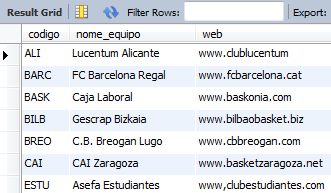 Result Grid Filter Rows: Export:
codigo nome_equipo web
ALI Lucentum Alicante www.clublucentum
BARC FC Barcelona Regal www.fcbarcelona.cat
BASK Caja Laboral www.baskonia.com
BILB Gescrap Bizkaia www.bilbaobasket.biz
BREO C.B. Breogan Lugo www.cbbreogan.com
CAI CAI Zaragoza www.basketzaragoza.net
ESTU Asefa Estudiantes www,clubestudiantes.com